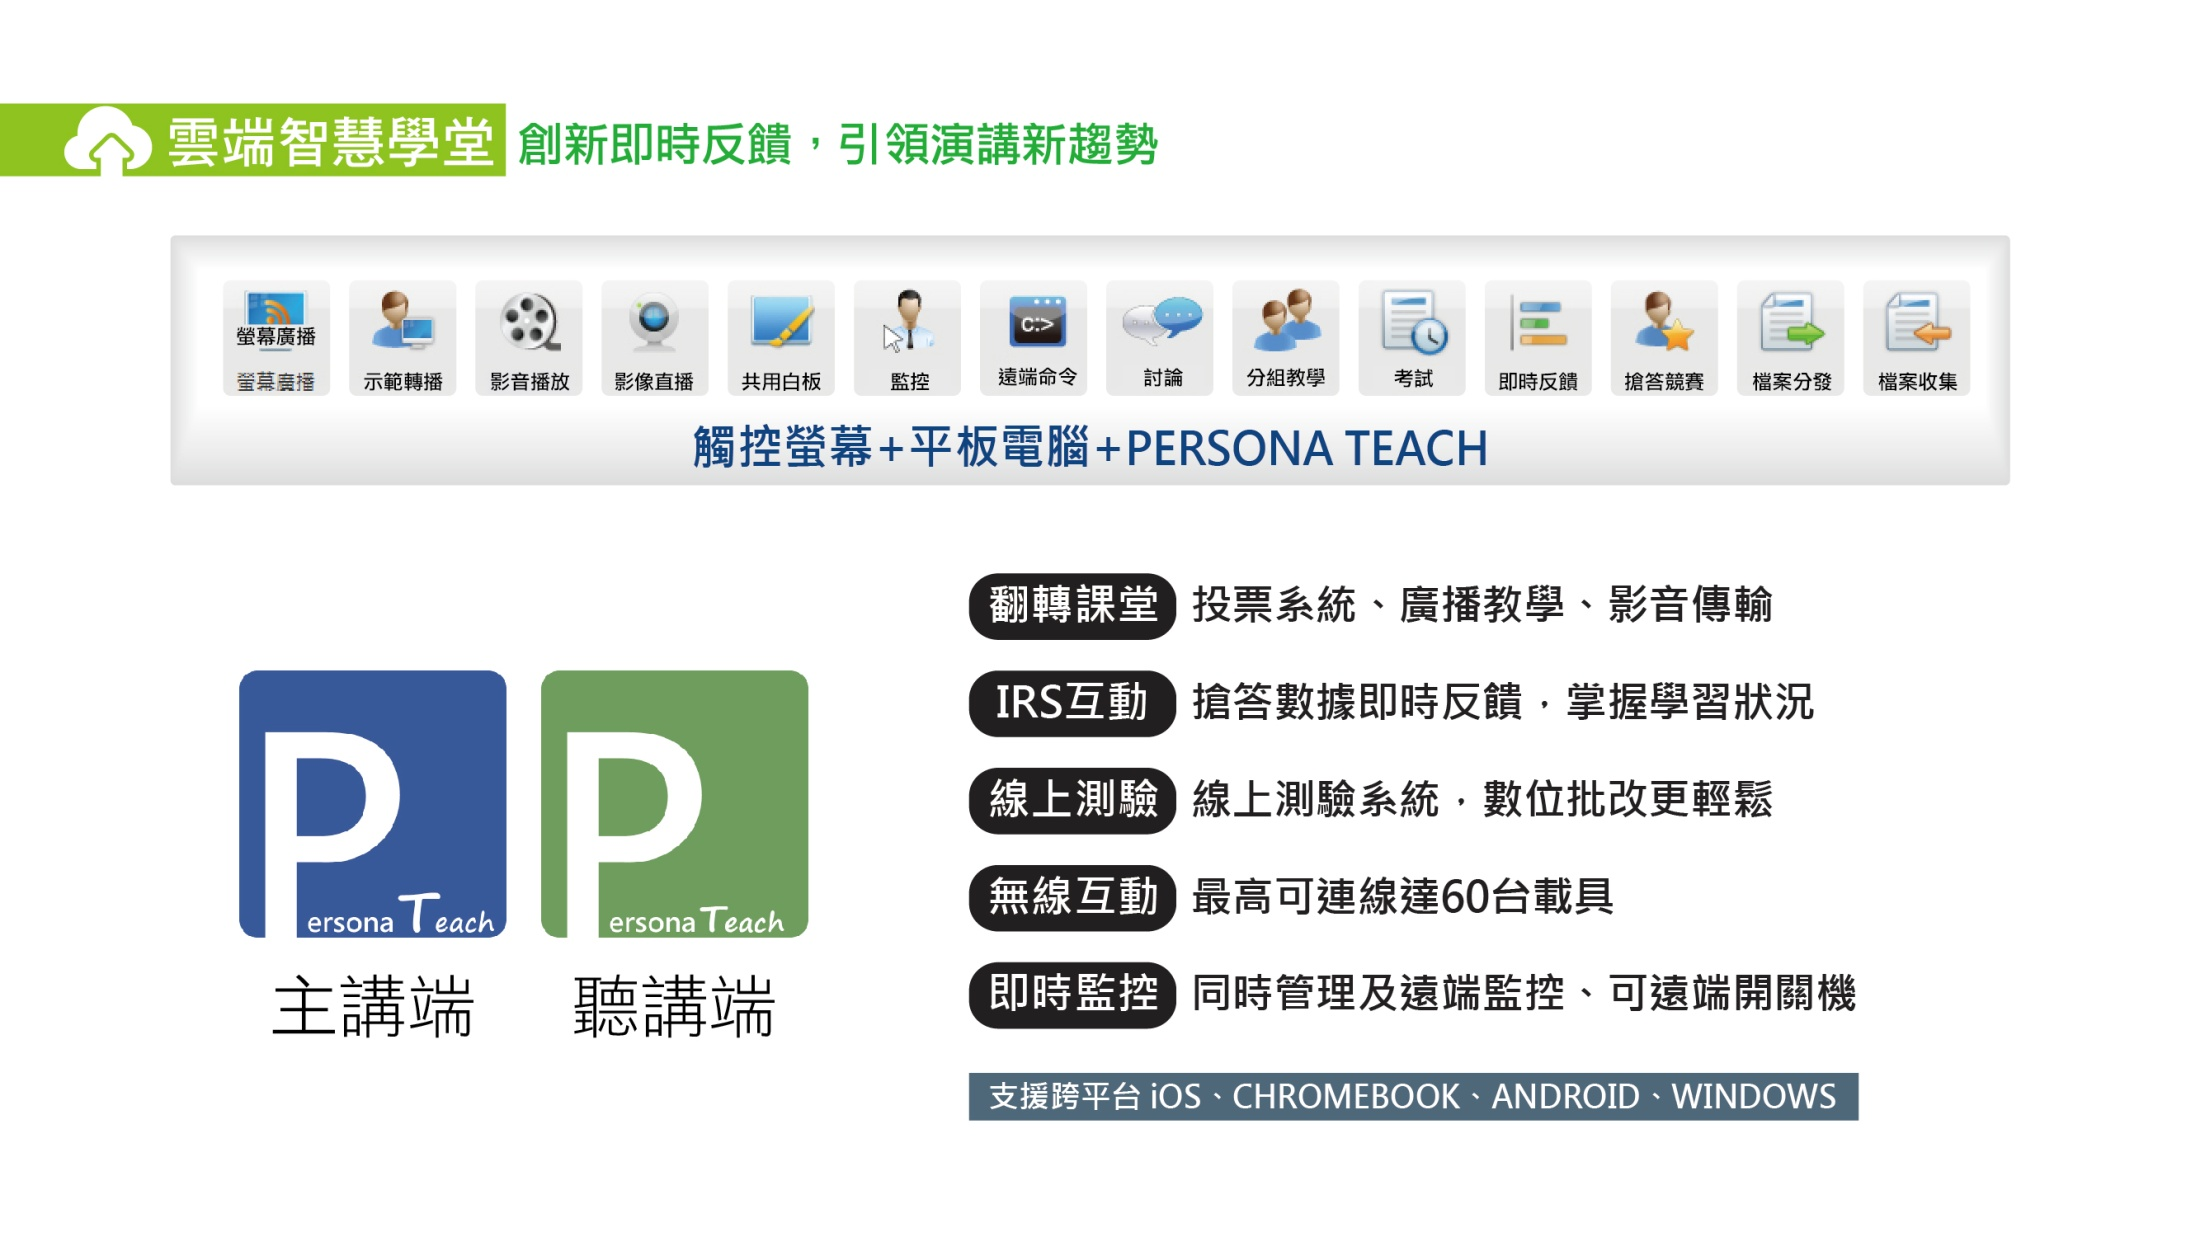 雲端智慧學堂 創新即時反饋，引領演講新趨勢
螢幕廣播
螢幕廣播 示範轉播 影音播放 影像直播 共用白板 監控 遠端命令 討論 分組教學 考試 即時反饋 搶答競賽 檔案分發 檔案收集
C:>
觸控螢幕+平板電腦+PERSONA TEACH
Persona Teach
主講端
Persona Teach
聽講端
翻轉課堂 投票系統、廣播教學、影音傳輸
IRS互動 搶答數據即時反饋，掌握學習狀況
線上測驗 線上測驗系統，數位批改更輕鬆
無線互動 最高可連線達60台載具
即時監控 同時管理及遠端監控、可遠端開關機
支援跨平台 iOS、CHROMEBOOK、ANDROID、WINDOWS